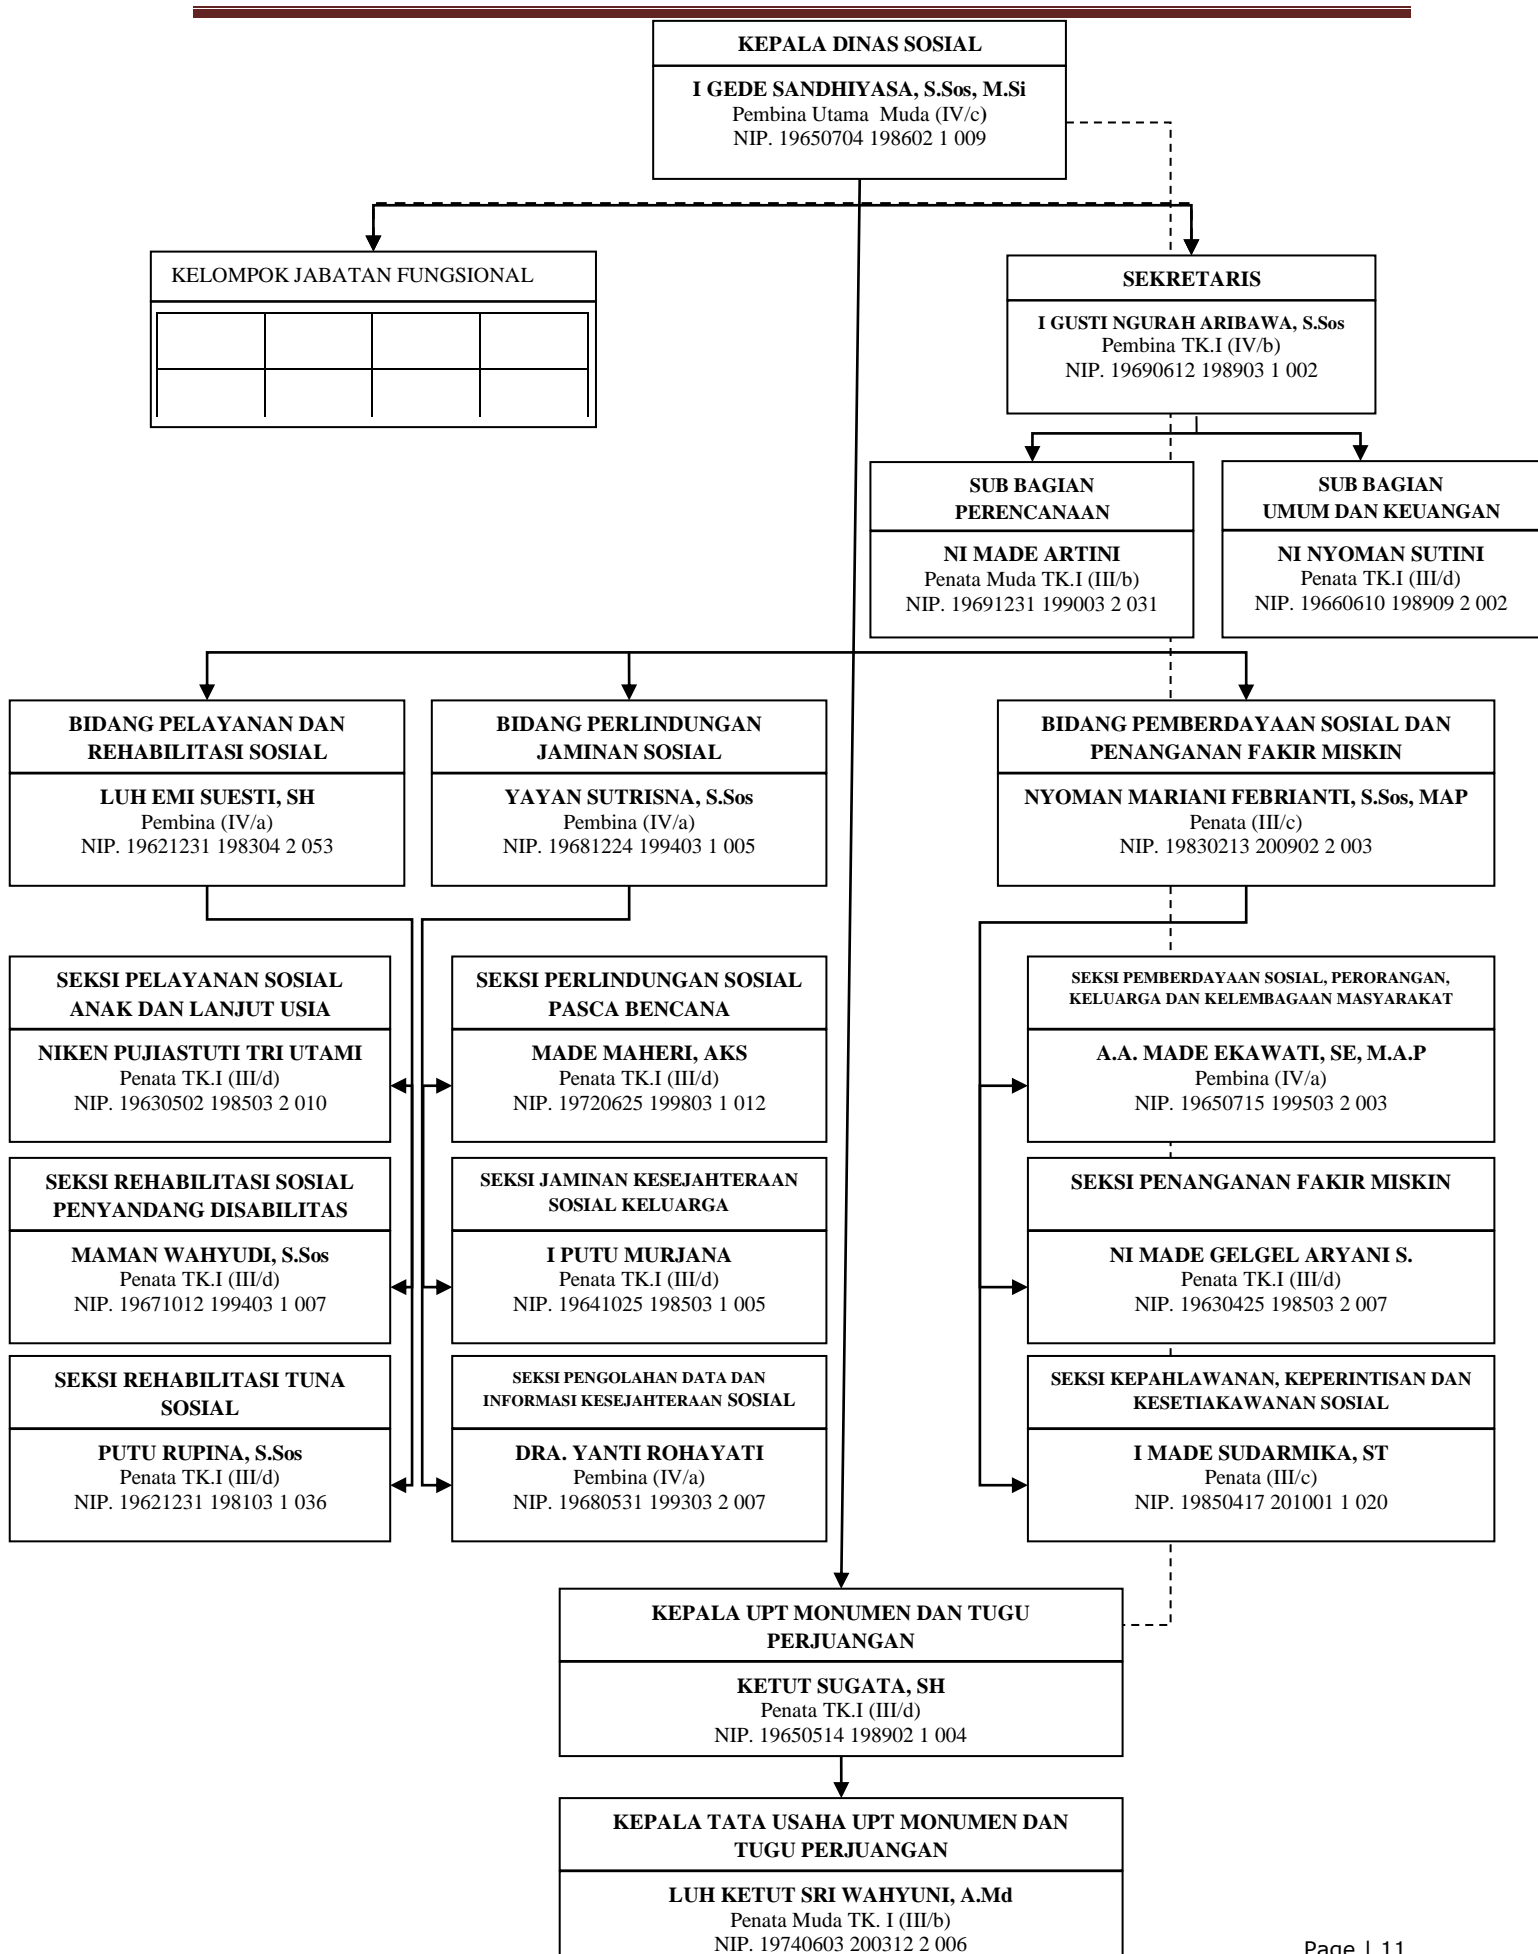 KEPALA DINAS SOSIAL
I GEDE SANDHIYASA, S.Sos, M.Si
Pembina Utama  Muda (IV/c)
NIP. 19650704 198602 1 009
KELOMPOK JABATAN FUNGSIONAL
SEKRETARIS
I GUSTI NGURAH ARIBAWA, S.Sos
Pembina TK.I (IV/b)
NIP. 19690612 198903 1 002
SUB BAGIAN
PERENCANAAN
NI MADE ARTINI
Penata Muda TK.I (III/b)
NIP. 19691231 199003 2 031
SUB BAGIAN
UMUM DAN KEUANGAN
NI NYOMAN SUTINI
Penata TK.I (III/d)
NIP. 19660610 198909 2 002
BIDANG PELAYANAN DAN
REHABILITASI SOSIAL
LUH EMI SUESTI, SH
Pembina (IV/a)
NIP. 19621231 198304 2 053
BIDANG PERLINDUNGAN
JAMINAN SOSIAL
YAYAN SUTRISNA, S.Sos
Pembina (IV/a)
NIP. 19681224 199403 1 005
BIDANG PEMBERDAYAAN SOSIAL DAN
PENANGANAN FAKIR MISKIN
NYOMAN MARIANI FEBRIANTI, S.Sos, MAP
Penata (III/c)
NIP. 19830213 200902 2 003
SEKSI PELAYANAN SOSIAL
ANAK DAN LANJUT USIA
NIKEN PUJIASTUTI TRI UTAMI
Penata TK.I (III/d)
NIP. 19630502 198503 2 010
SEKSI PERLINDUNGAN SOSIAL
PASCA BENCANA
MADE MAHERI, AKS
Penata TK.I (III/d)
NIP. 19720625 199803 1 012
SEKSI PEMBERDAYAAN SOSIAL, PERORANGAN,
KELUARGA DAN KELEMBAGAAN MASYARAKAT
A.A. MADE EKAWATI, SE, M.A.P
Pembina (IV/a)
NIP. 19650715 199503 2 003
SEKSI REHABILITASI SOSIAL
PENYANDANG DISABILITAS
MAMAN WAHYUDI, S.Sos
Penata TK.I (III/d)
NIP. 19671012 199403 1 007
SEKSI JAMINAN KESEJAHTERAAN
SOSIAL KELUARGA
I PUTU MURJANA
Penata TK.I (III/d)
NIP. 19641025 198503 1 005
SEKSI PENANGANAN FAKIR MISKIN
NI MADE GELGEL ARYANI S.
Penata TK.I (III/d)
NIP. 19630425 198503 2 007
SEKSI REHABILITASI TUNA
SOSIAL
PUTU RUPINA, S.Sos
Penata TK.I (III/d)
NIP. 19621231 198103 1 036
SEKSI PENGOLAHAN DATA DAN
INFORMASI KESEJAHTERAAN SOSIAL
DRA. YANTI ROHAYATI
Pembina (IV/a)
NIP. 19680531 199303 2 007
SEKSI KEPAHLAWANAN, KEPERINTISAN DAN
KESETIAKAWANAN SOSIAL
I MADE SUDARMIKA, ST
Penata (III/c)
NIP. 19850417 201001 1 020
KEPALA UPT MONUMEN DAN TUGU
PERJUANGAN
KETUT SUGATA, SH
Penata TK.I (III/d)
NIP. 19650514 198902 1 004
KEPALA TATA USAHA UPT MONUMEN DAN
TUGU PERJUANGAN
LUH KETUT SRI WAHYUNI, A.Md
Penata Muda TK. I (III/b)
NIP. 19740603 200312 2 006
Page | 11